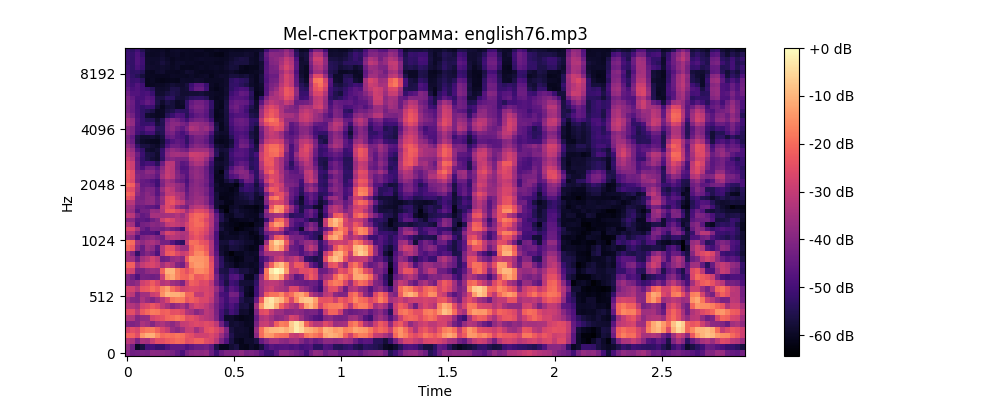 Mel-спектрограмма: english76.mp3
+0 dB
8192
-10 dB
4096
-20 dB
2048
-30 dB
Hz
1024
-40 dB
512
-50 dB
-60 dB
0
0 0.5 1 1.5 2 2.5
Time